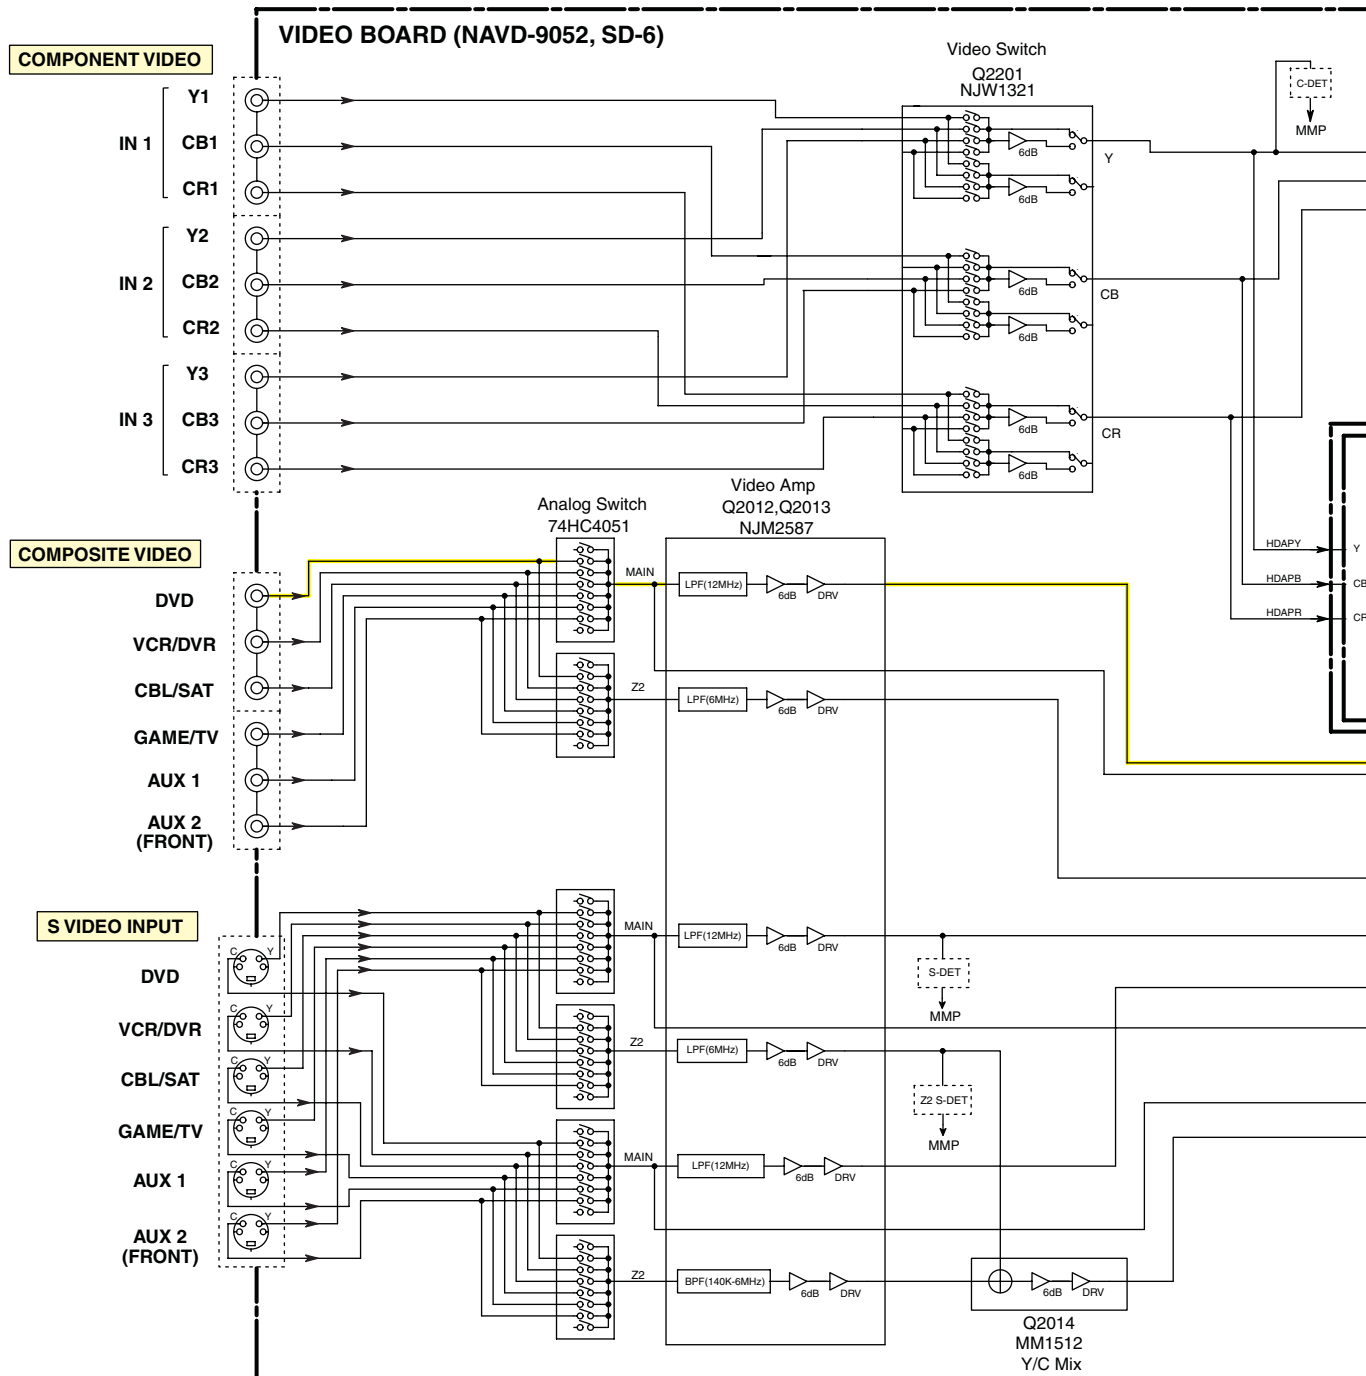 VIDEO BOARD (NAVD-9052, SD-6)
COMPONENT VIDEO
IN 1
Y1
CB1
CR1
IN 2
Y2
CB2
CR2
IN 3
Y3
CB3
CR3
Video Switch
Q2201
NJW1321
6dB
6dB
Y
6dB
6dB
CB
6dB
6dB
CR
C-DET
MMP
HDAPY
HDAPB
HDAPR
Y
CB
CR
COMPOSITE VIDEO
DVD
VCR/DVR
CBL/SAT
GAME/TV
AUX 1
AUX 2
(FRONT)
Analog Switch
74HC4051
Video Amp
Q2012,Q2013
NJM2587
MAIN
LPF(12MHz)
6dB
DRV
Z2
LPF(6MHz)
6dB
DRV
S VIDEO INPUT
C Y
DVD
C Y
VCR/DVR
C Y
CBL/SAT
C Y
GAME/TV
C Y
AUX 1
C Y
AUX 2
(FRONT)
MAIN
LPF(12MHz)
6dB
DRV
S-DET
MMP
Z2
LPF(6MHz)
6dB
DRV
Z2 S-DET
MMP
MAIN
LPF(12MHz)
6dB
DRV
Z2
BPF(140K-6MHz)
6dB
DRV
6dB
DRV
Q2014
MM1512
Y/C Mix